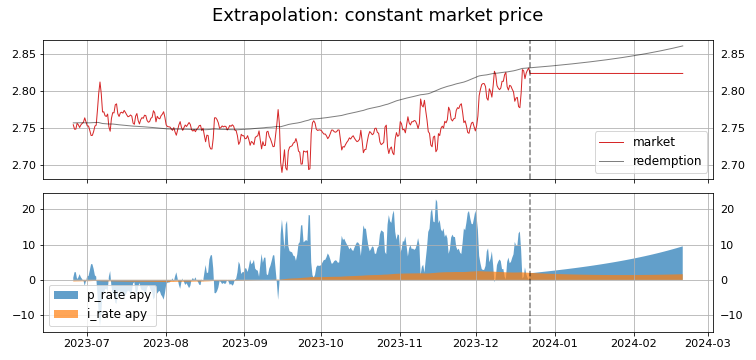 Extrapolation: constant market price
2.85 2.85
2.80 2.80
2.75 2.75
2.70 2.70
market
redemption
20 20
10 10
0 0
−10 −10
p_rate apy
i_rate apy
2023-07 2023-08 2023-09 2023-10 2023-11 2023-12 2024-01 2024-02 2024-03